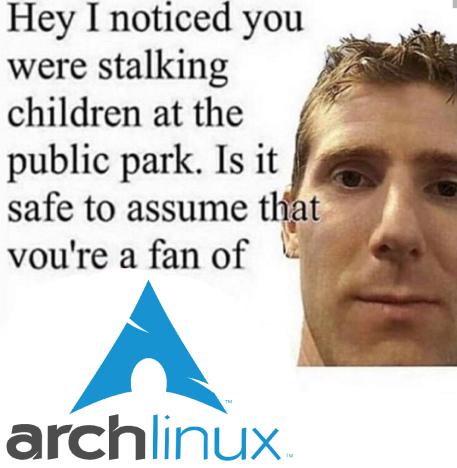 Hey I noticed you
were stalking
children at the
public park. Is it
safe to assume that
you're a fan of
archlinux